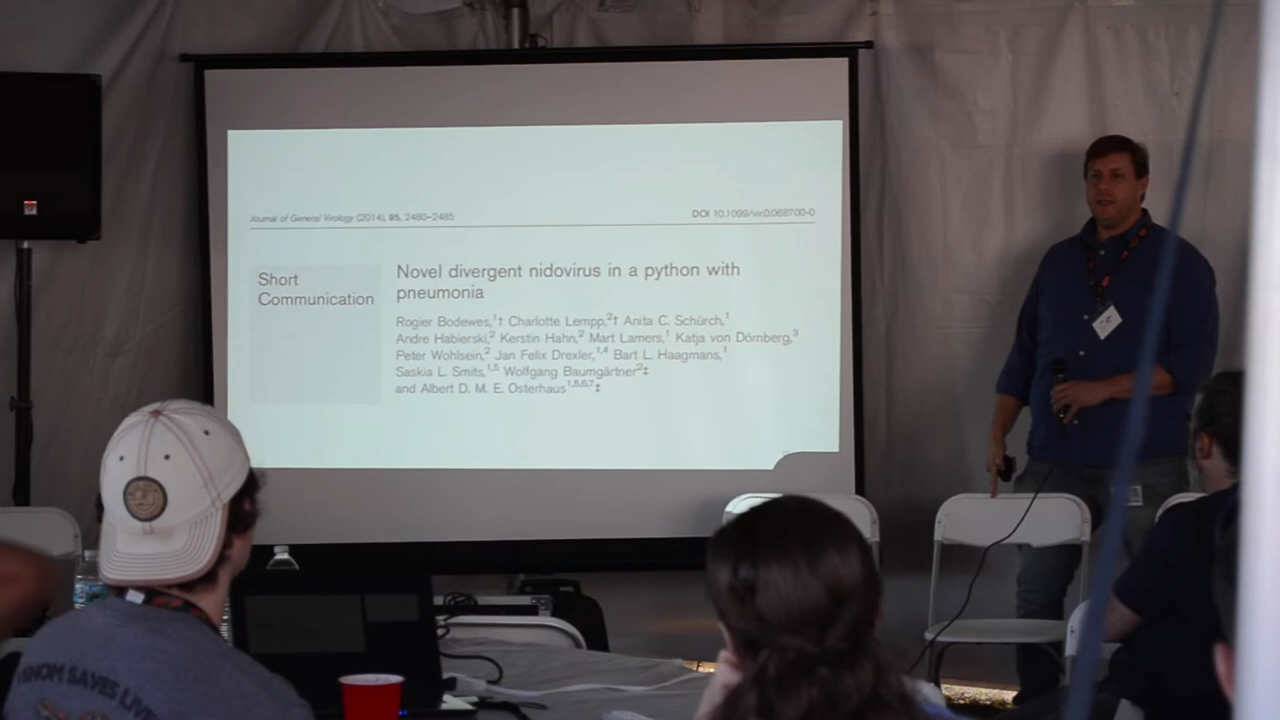 Journal of General Virology (2014), 95, 2480–2485
DOI 10.1099/vir.0.068700-0
Short
Communication
Novel divergent nidovirus in a python with
pneumonia
Rogier Bodewes,¹† Charlotte Lempp,²† Anita C. Schürch,¹
Andre Habierski,² Kerstin Hahn,² Mart Lamers,¹ Katja von Dörnberg,³
Peter Wohlsein,² Jan Felix Drexler,¹,⁴ Bart L. Haagmans,¹
Saskia L. Smits,¹,⁵ Wolfgang Baumgärtner²‡
and Albert D. M. E. Osterhaus¹,⁵,⁶,⁷‡
VENOM SAVES LIV